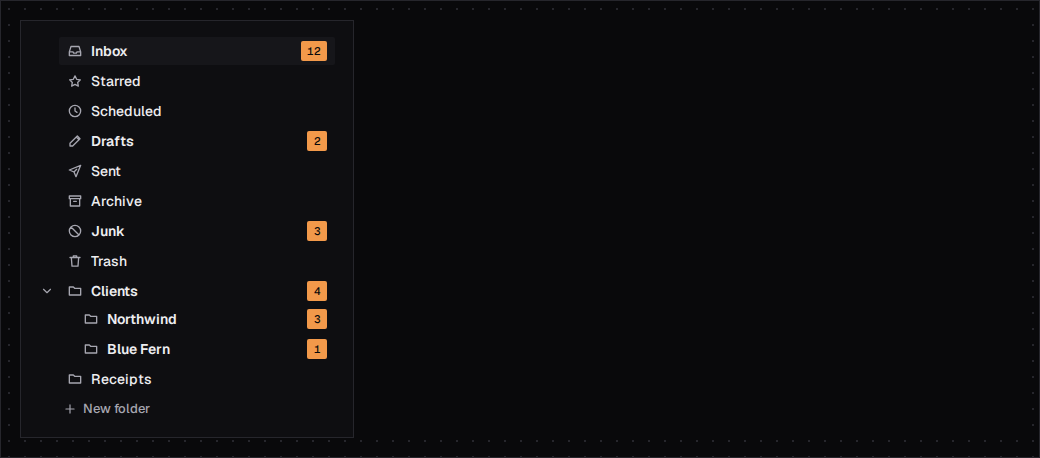 Inbox 12
Starred
Scheduled
Drafts 2
Sent
Archive
Junk 3
Trash
Clients 4
Northwind 3
Blue Fern 1
Receipts
New folder